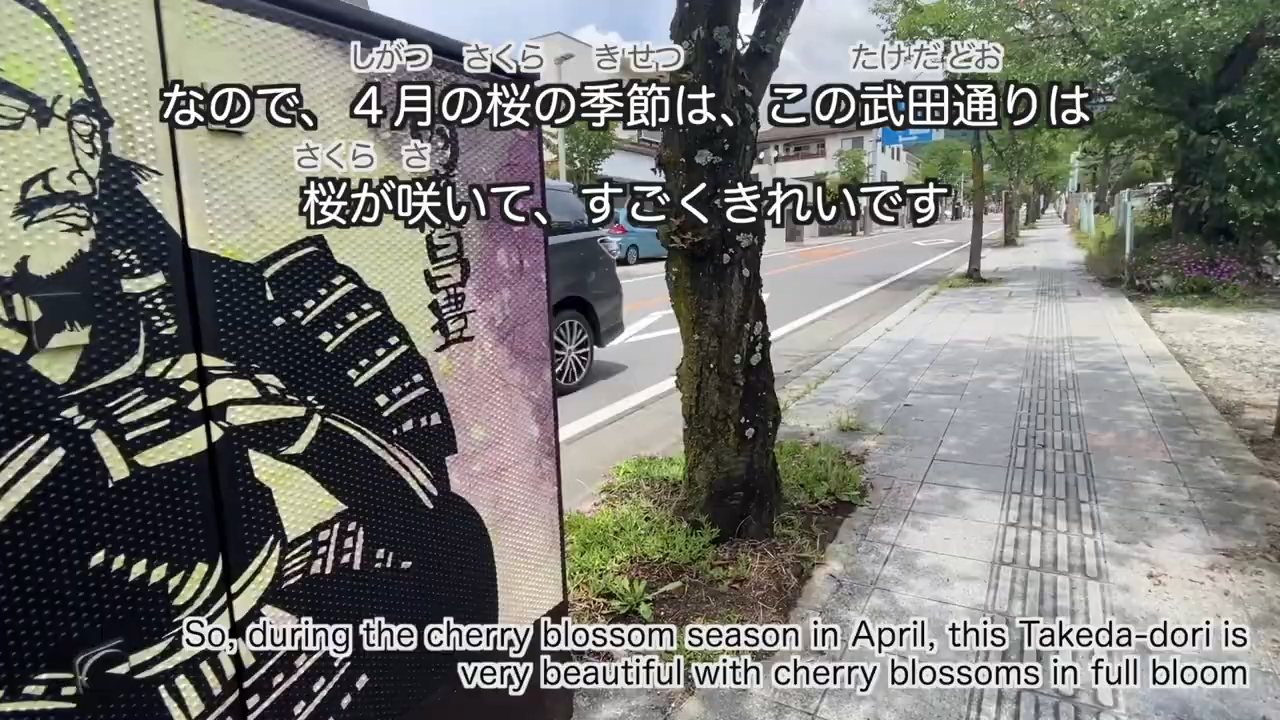 しがつ さくら きせつ たけだどお
なので、４月の桜の季節は、この武田通りは
さくら さ
桜が咲いて、すごくきれいです
So, during the cherry blossom season in April, this Takeda-dori is
very beautiful with cherry blossoms in full bloom